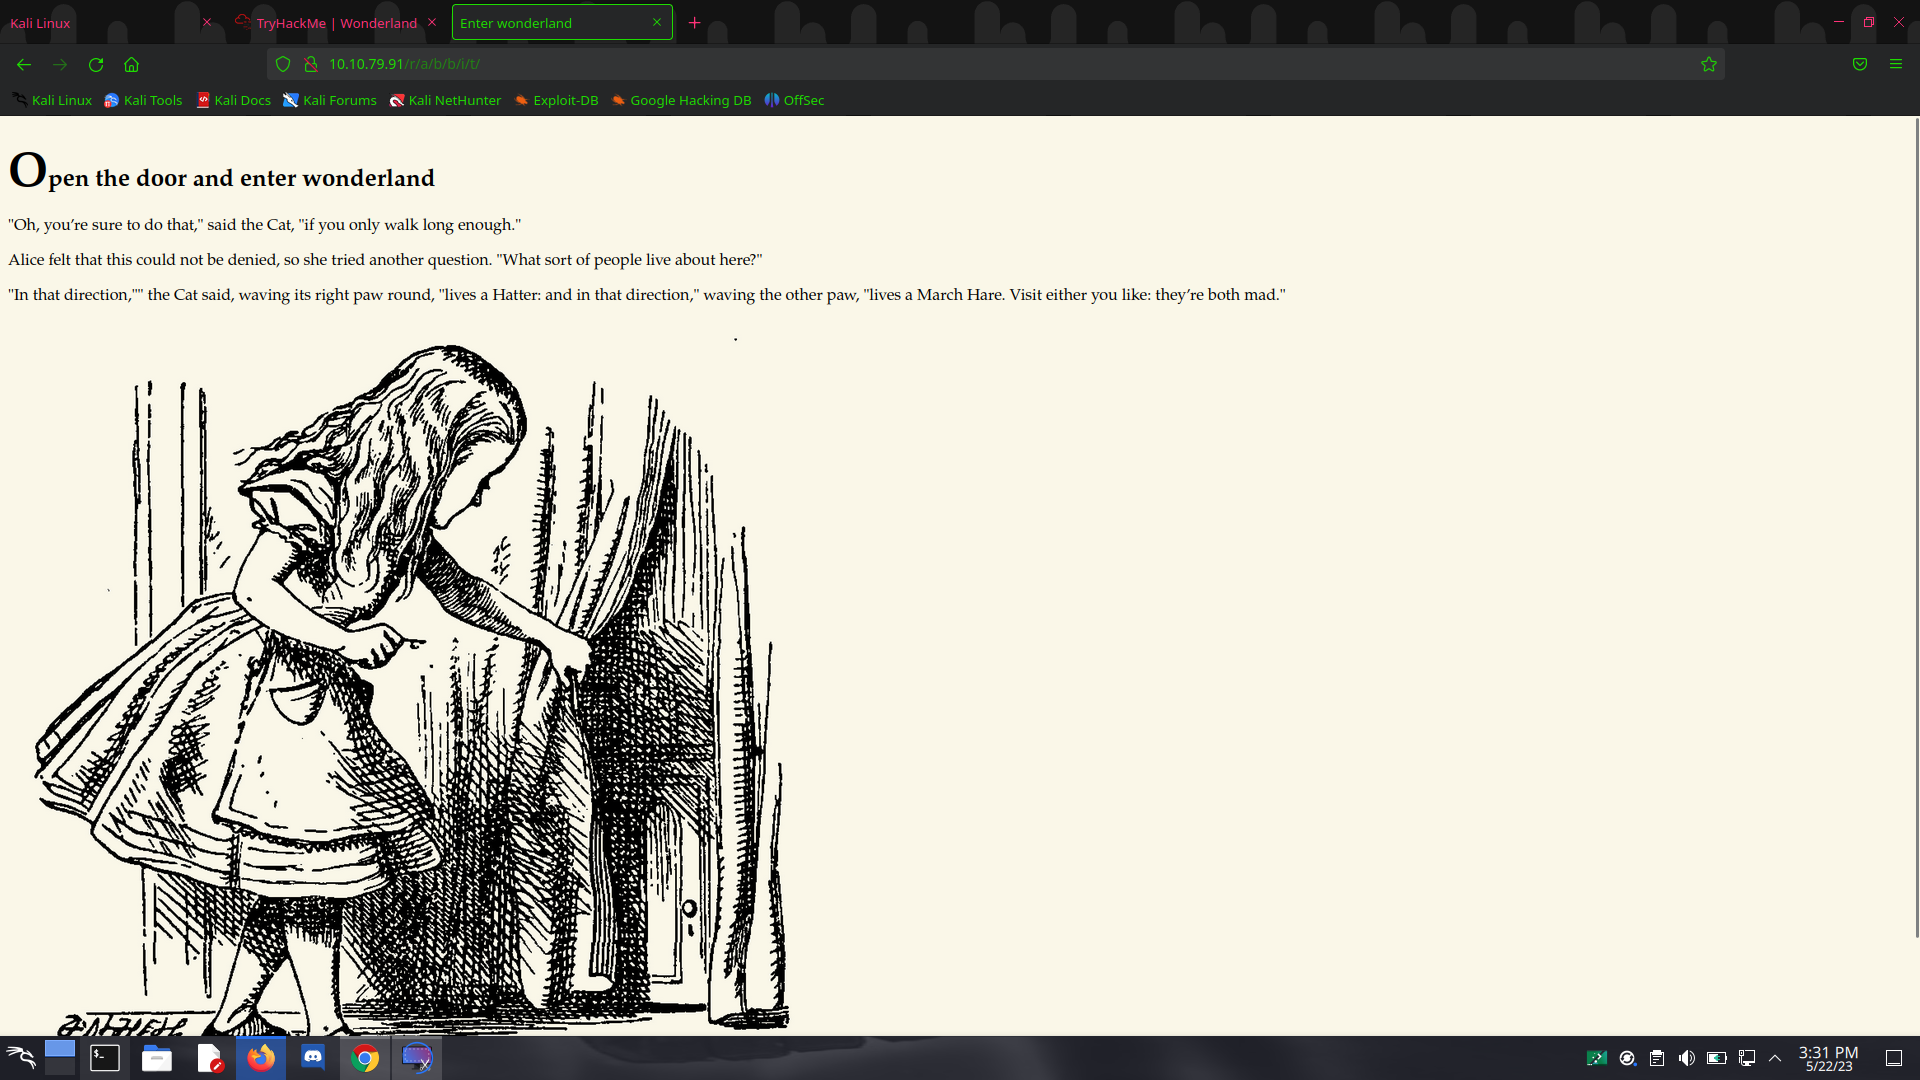 Kali Linux
TryHackMe | Wonderland
Enter wonderland
10.10.79.91/r/a/b/b/i/t/
Kali Linux
Kali Tools
Kali Docs
Kali Forums
Kali NetHunter
Exploit-DB
Google Hacking DB
OffSec
Open the door and enter wonderland
"Oh, you’re sure to do that," said the Cat, "if you only walk long enough."
Alice felt that this could not be denied, so she tried another question. "What sort of people live about here?"
"In that direction,"" the Cat said, waving its right paw round, "lives a Hatter: and in that direction," waving the other paw, "lives a March Hare. Visit either you like: they’re both mad."
3:31 PM
5/22/23